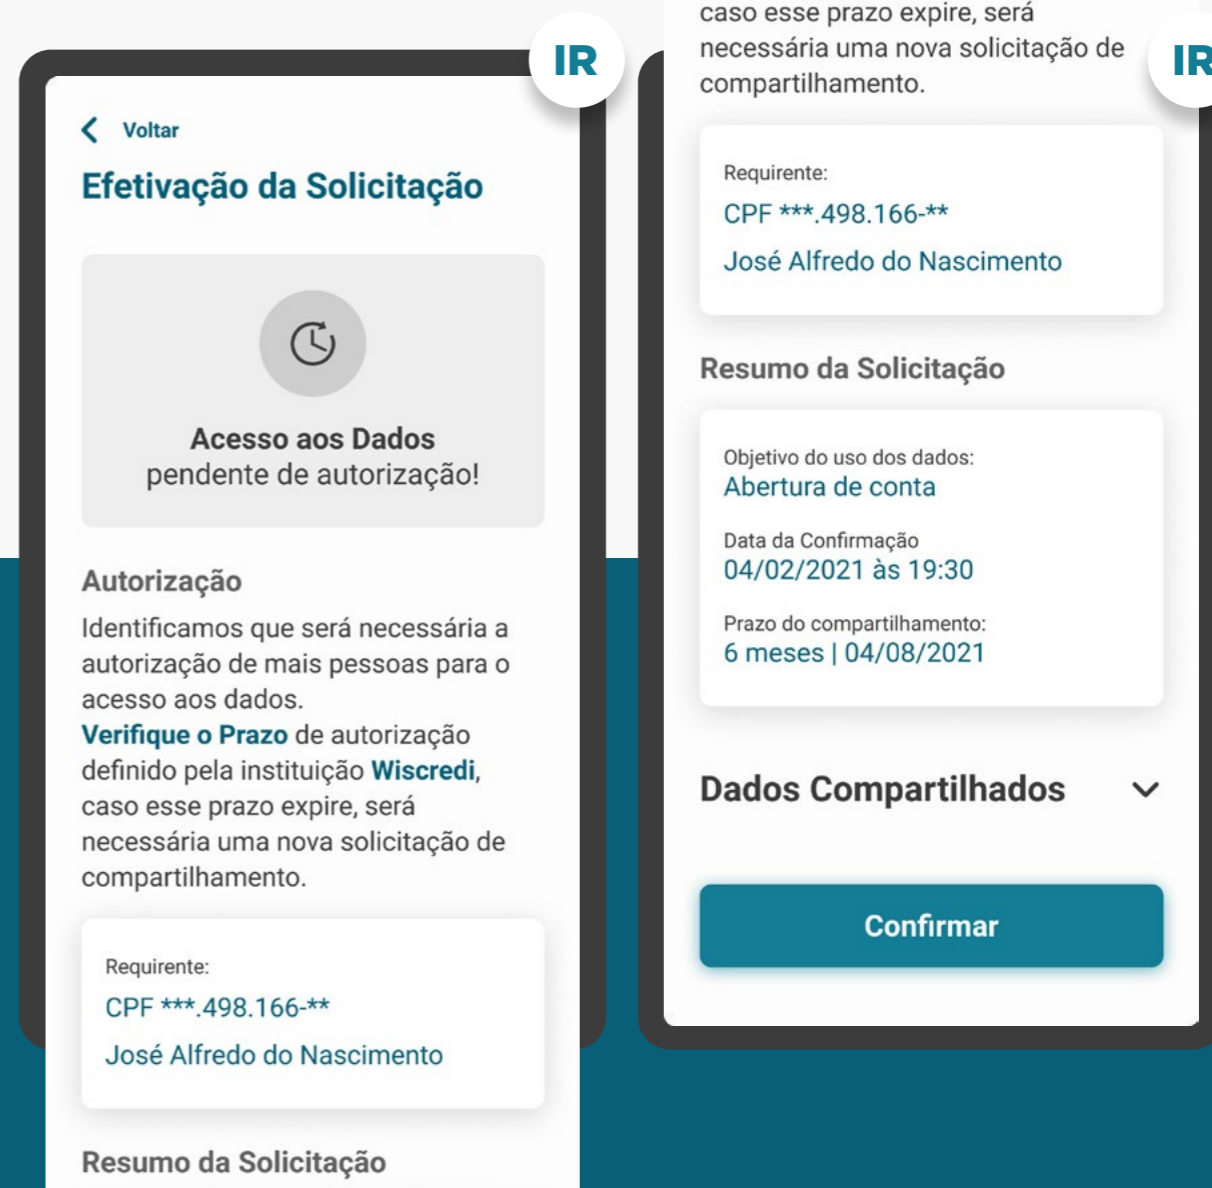 IR
Voltar
Efetivação da Solicitação
Acesso aos Dados
pendente de autorização!
Autorização
Identificamos que será necessária a
autorização de mais pessoas para o
acesso aos dados.
Verifique o Prazo de autorização
definido pela instituição Wiscredi,
caso esse prazo expire, será
necessária uma nova solicitação de
compartilhamento.
Requirente:
CPF ***.498.166-**
José Alfredo do Nascimento
Resumo da Solicitação
caso esse prazo expire, será
necessária uma nova solicitação de
compartilhamento.
IR
Requirente:
CPF ***.498.166-**
José Alfredo do Nascimento
Resumo da Solicitação
Objetivo do uso dos dados:
Abertura de conta
Data da Confirmação
04/02/2021 às 19:30
Prazo do compartilhamento:
6 meses | 04/08/2021
Dados Compartilhados
Confirmar